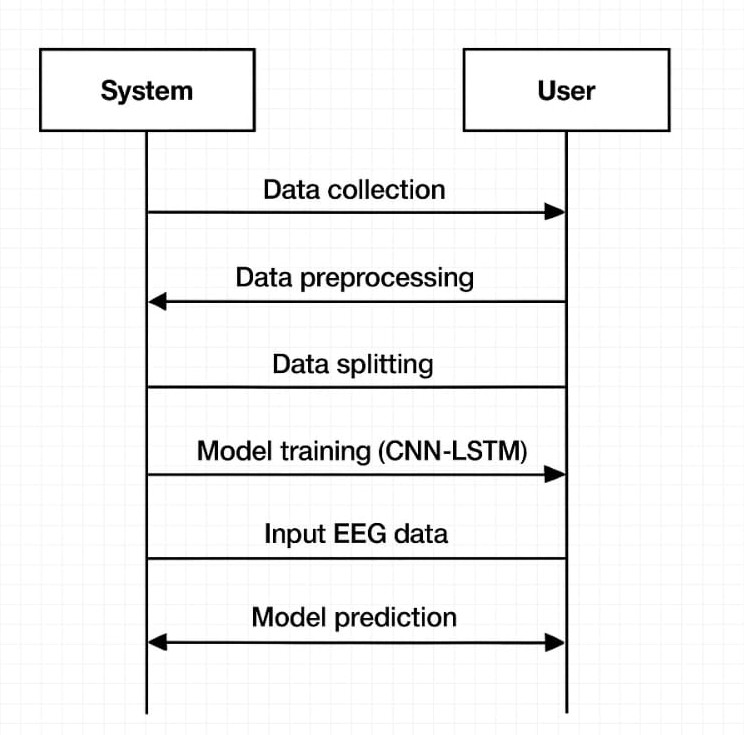 System
User
Data collection
Data preprocessing
Data splitting
Model training (CNN-LSTM)
Input EEG data
Model prediction